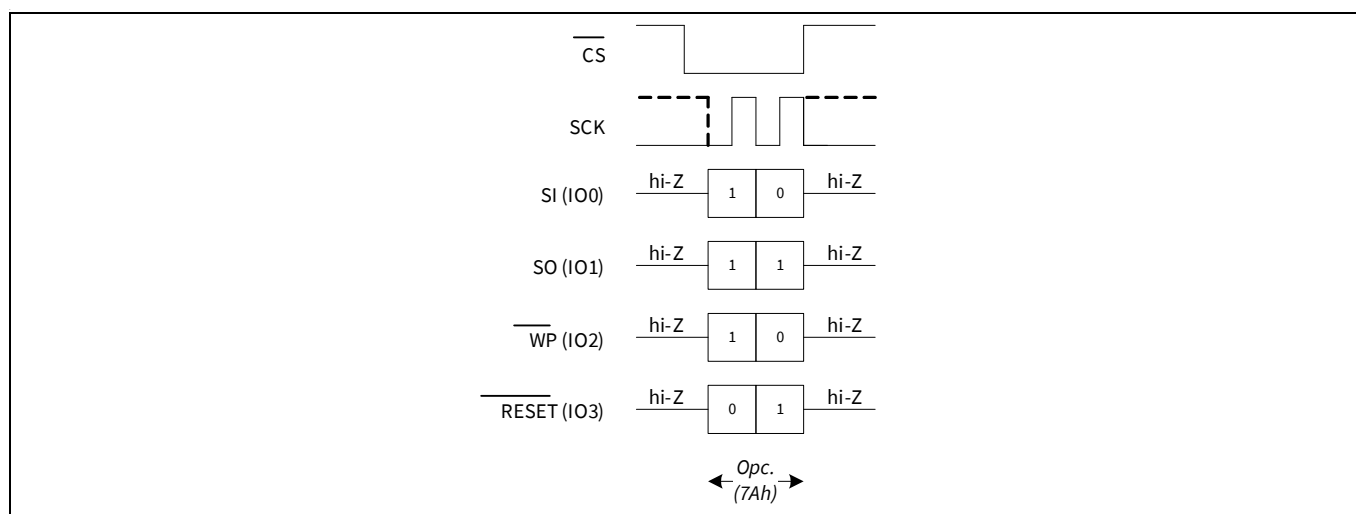 CS
SCK
hi-Z 1 0 hi-Z
SI (IO0)
hi-Z 1 1 hi-Z
SO (IO1)
hi-Z 1 0 hi-Z
WP (IO2)
hi-Z 0 1 hi-Z
RESET (IO3)
Opc.
(7Ah)